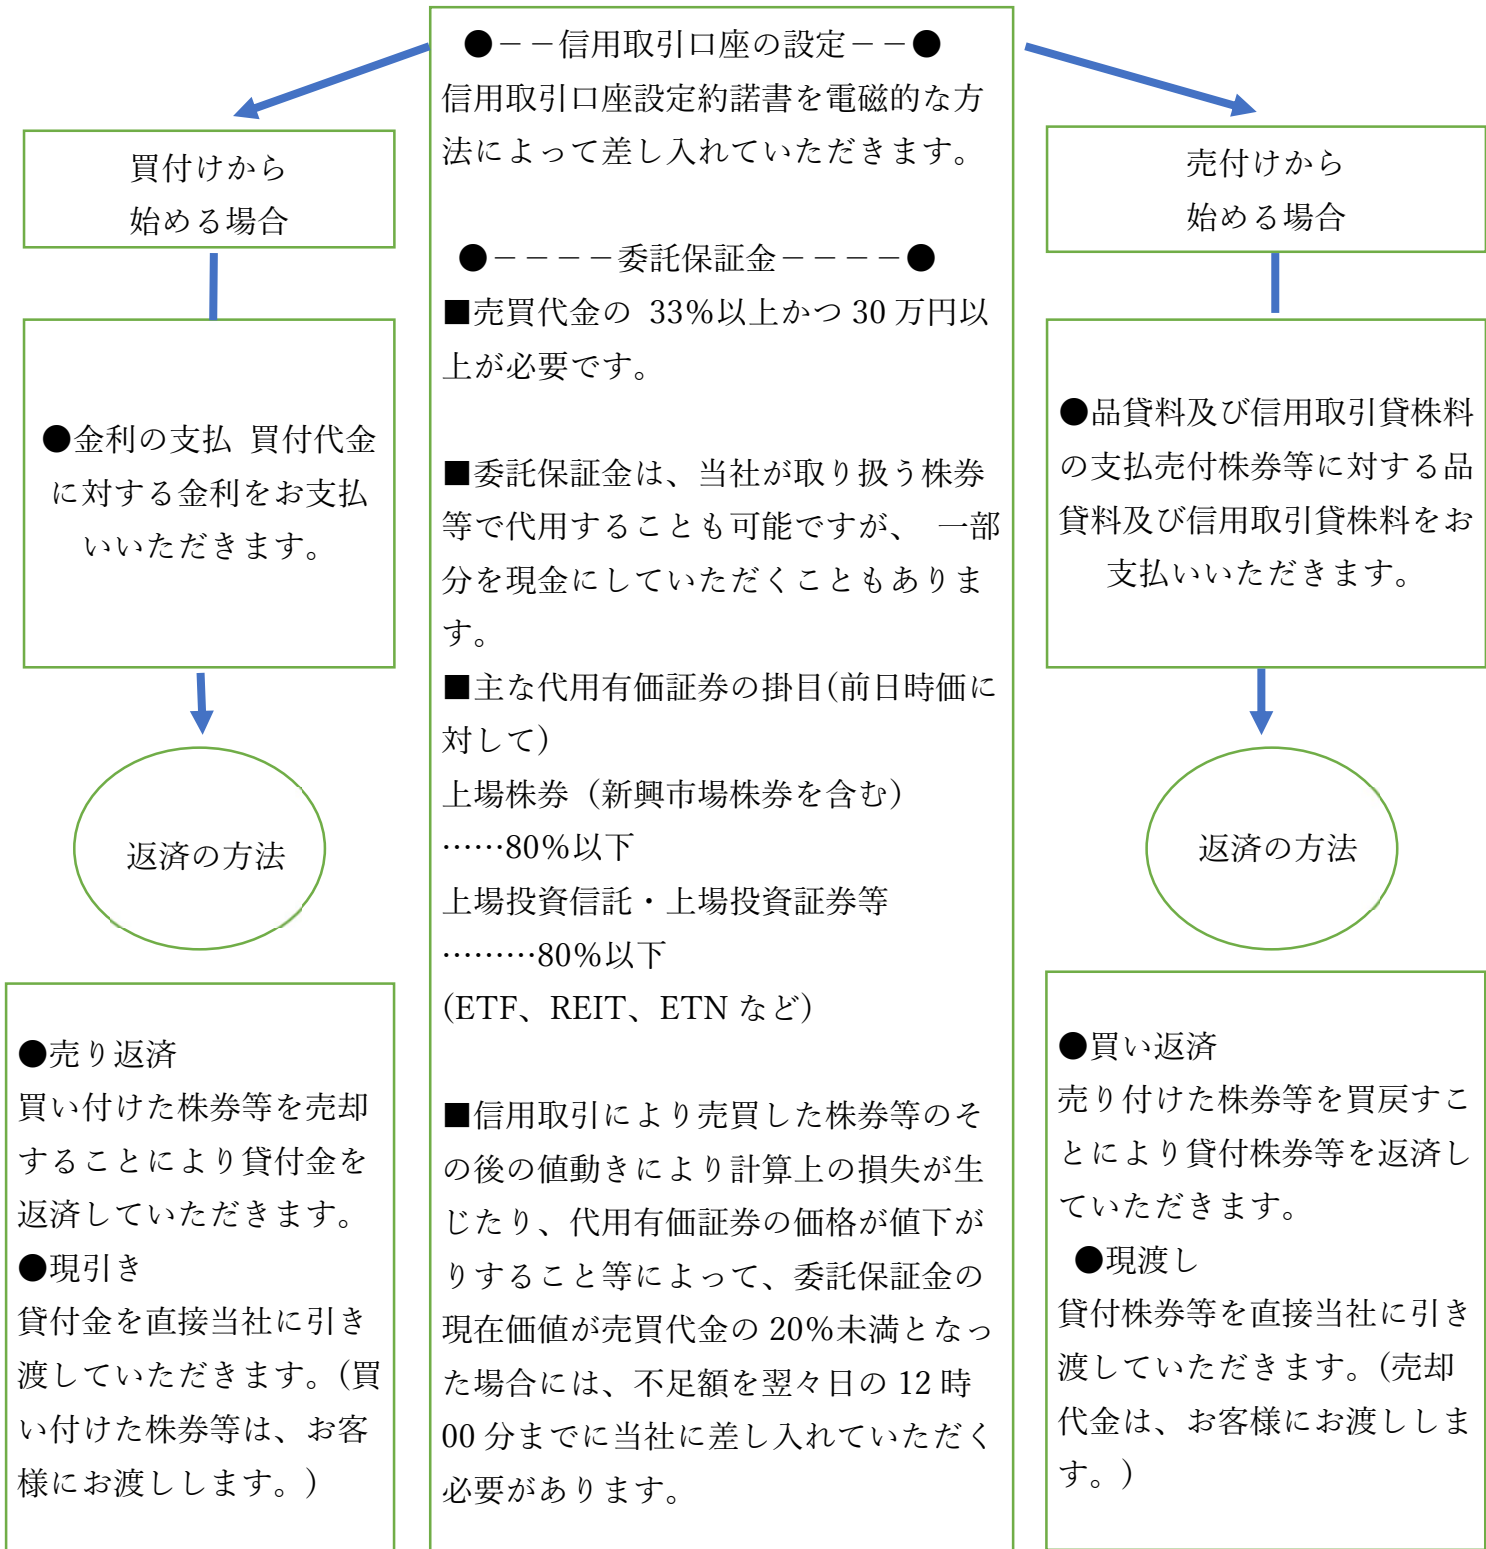 ●－－信用取引口座の設定－－●
信用取引口座設定約諾書を電磁的な方
法によって差し入れていただきます。
●－－－－委託保証金－－－－●
■売買代金の 33%以上かつ 30 万円以
上が必要です。
■委託保証金は、当社が取り扱う株券
等で代用することも可能ですが、 一部
分を現金にしていただくこともありま
す。
■主な代用有価証券の掛目(前日時価に
対して)
上場株券（新興市場株券を含む）
……80%以下
上場投資信託・上場投資証券等
………80%以下
(ETF、REIT、ETN など)
■信用取引により売買した株券等のそ
の後の値動きにより計算上の損失が生
じたり、代用有価証券の価格が値下が
りすること等によって、委託保証金の
現在価値が売買代金の 20%未満となっ
た場合には、不足額を翌々日の 12 時
00 分までに当社に差し入れていただく
必要があります。
買付けから
始める場合
●金利の支払 買付代金
に対する金利をお支払
いいただきます。
返済の方法
●売り返済
買い付けた株券等を売却
することにより貸付金を
返済していただきます。
●現引き
貸付金を直接当社に引き
渡していただきます。(買
い付けた株券等は、お客
様にお渡しします。)
売付けから
始める場合
●品貸料及び信用取引貸株料
の支払売付株券等に対する品
貸料及び信用取引貸株料をお
支払いいただきます。
返済の方法
●買い返済
売り付けた株券等を買戻すこ
とにより貸付株券等を返済し
ていただきます。
●現渡し
貸付株券等を直接当社に引き
渡していただきます。(売却
代金は、お客様にお渡ししま
す。)